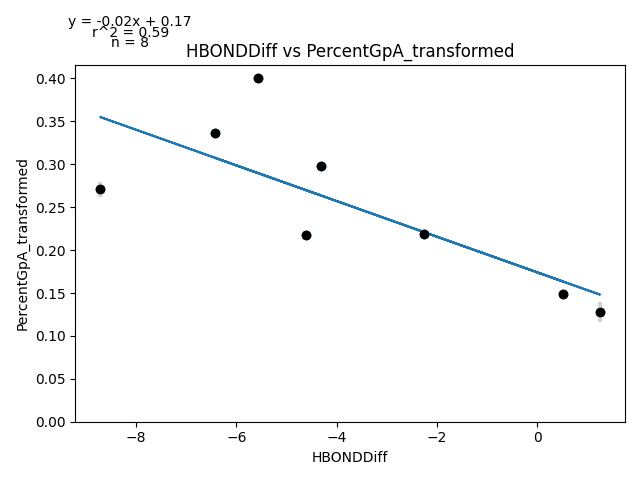 y = -0.02x + 0.17
r^2 = 0.59
n = 8
HBONDDiff vs PercentGpA_transformed
PercentGpA_transformed
0.40
0.35
0.30
0.25
0.20
0.15
0.10
0.05
0.00
−8 −6 −4 −2 0
HBONDDiff